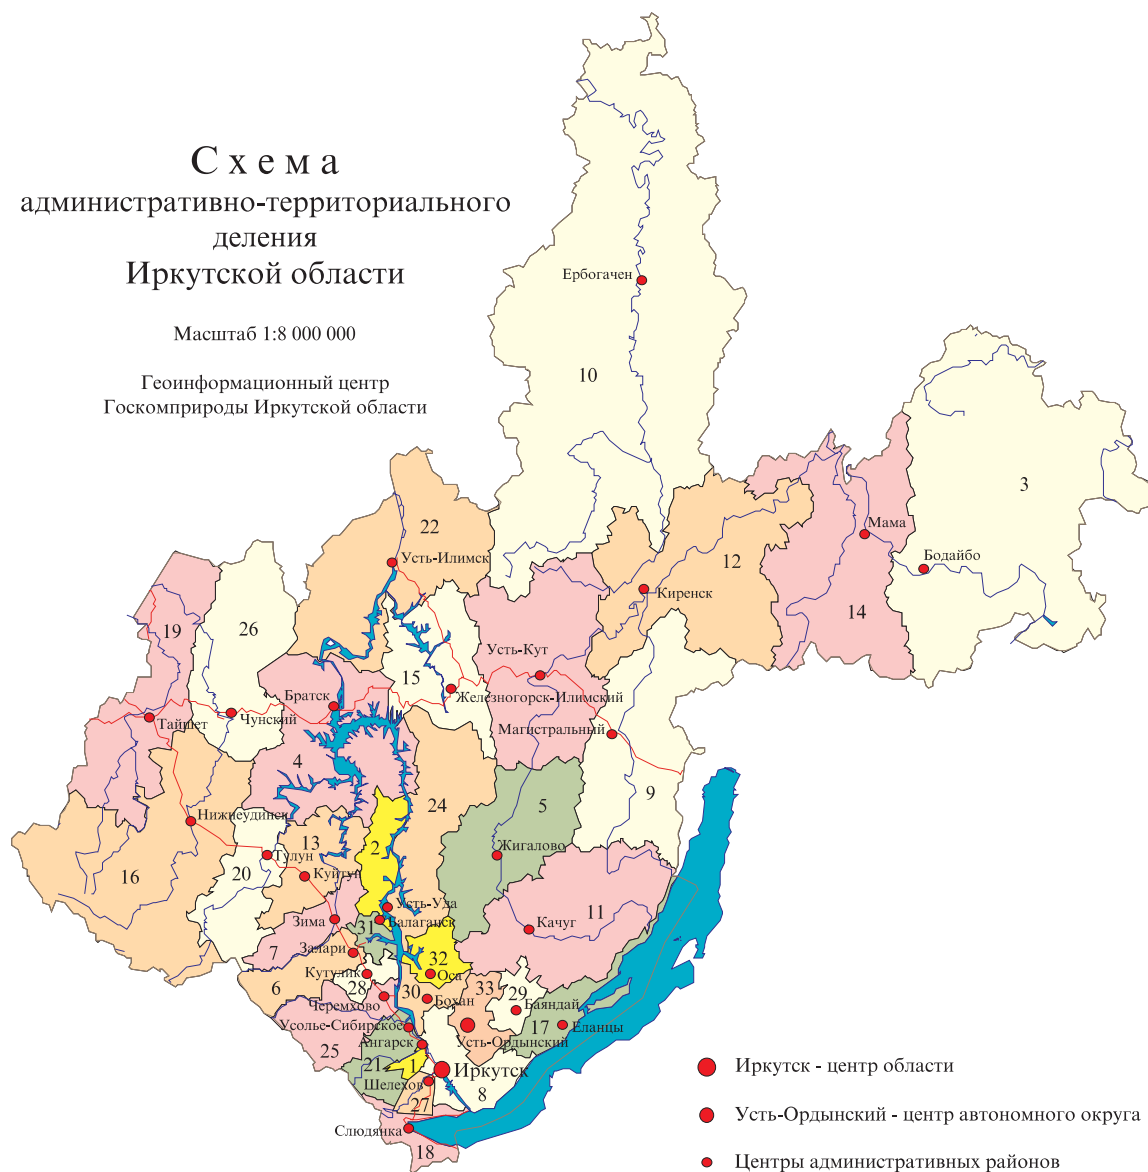 С х е м а
административно-территориального
деления
Иркутской области
Масштаб 1:8 000 000
Геоинформационный центр
Госкомприроды Иркутской области
Ербогачен
10
3
22
Мама
Усть-Илимск
12
Бодайбо
Киренск
19
26
14
Усть-Кут
15
Братск
Железногорск-Илимский
Тайшет
Чунский
Магистральный
4
9
24
5
Нижнеудинск
13
2
Жигалово
Тулун
16
20
Куйтун
Усть-Уда
11
Зима
31
Балаганск
Качуг
7
Залари
32
Кутулик
Оса
6
28
30
33
29
Черемхово
Бохан
Баяндай
Усолье-Сибирское
17
Еланцы
25
Ангарск
Усть-Ордынский
21
1
Иркутск
Шелехов
8
27
Слюдянка
18
Иркутск - центр области
Усть-Ордынский - центр автономного округа
Центры административных районов